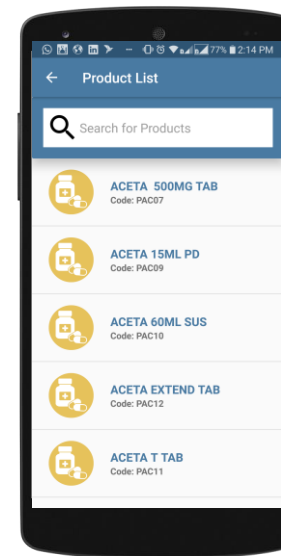 77% 2:14 PM
Product List
Search for Products
ACETA 500MG TAB
Code: PAC07
ACETA 15ML PD
Code: PAC09
ACETA 60ML SUS
Code: PAC10
ACETA EXTEND TAB
Code: PAC12
ACETA T TAB
Code: PAC11